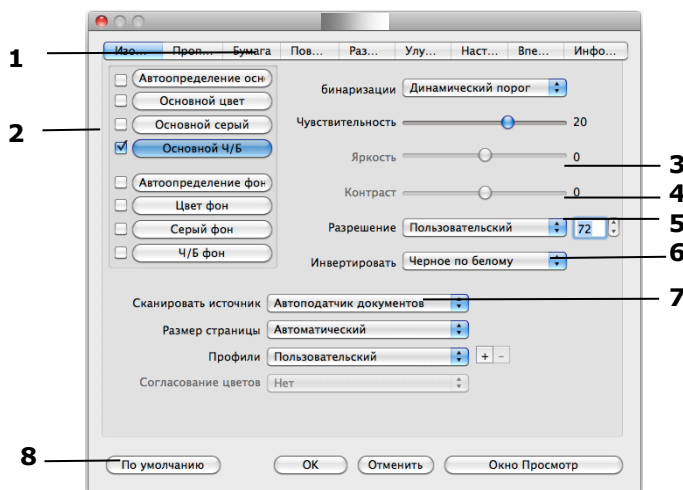 Изо... Проп... Бумага Пов... Раз... Улу... Наст... Впе... Инфо...
1
Автоопределение осн
Основной цвет
Основной серый
Основной Ч/Б
Автоопределение фон
Цвет фон
Серый фон
Ч/Б фон
2
бинаризации Динамический порог
Чувствительность 20
Яркость 0
3
Контраст 0
4
Разрешение Пользовательский 72
5
Инвертировать Черное по белому
6
Сканировать источник Автоподатчик документов
7
Размер страницы Автоматический
Профили Пользовательский + −
Согласование цветов Нет
8
По умолчанию OK Отменить Окно Просмотр